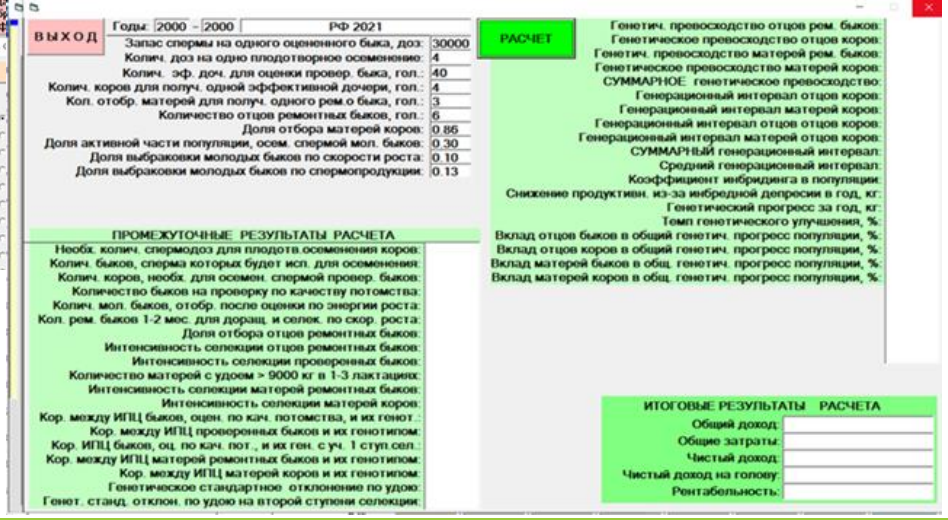 ВЫХОД
Годы: 2000 - 2000 РФ 2021
Запас спермы на одного оцененного быка, доз: 30000
Колич. доз на одно плодотворное осеменение: 4
Колич. эф. доч. для оценки провер. быка, гол.: 40
Колич. коров для получ. одной эффективной дочери, гол.: 4
Кол. отобр. матерей для получ. одного рем.о быка, гол.: 3
Количество отцов ремонтных быков, гол.: 6
Доля отбора матерей коров: 0.86
Доля активной части популяции, осем. спермой мол. быков: 0.30
Доля выбраковки молодых быков по скорости роста: 0.10
Доля выбраковки молодых быков по спермопродукции: 0.13
ПРОМЕЖУТОЧНЫЕ РЕЗУЛЬТАТЫ РАСЧЕТА
Необх. колич. спермодоз для плодотв.осеменения коров:
Колич. быков, сперма которых будет исп. для осеменения:
Колич. коров, необх. для осемен. спермой провер. быков:
Количество быков на проверку по качеству потомства:
Колич. мол. быков, отобр. после оценки по энергии роста:
Кол. рем. быков 1-2 мес. для доращ. и селек. по скор. роста:
Доля отбора отцов ремонтных быков:
Интенсивность селекции отцов ремонтных быков:
Интенсивность селекции проверенных быков:
Количество матерей с удоем > 9000 кг в 1-3 лактациях:
Интенсивность селекции матерей ремонтных быков:
Интенсивность селекции матерей коров:
Кор. между ИПЦ быков, оцен. по кач. потомства, и их генот.:
Кор. между ИПЦ проверенных быков и их генотипом:
Кор. ИПЦ быков, оц. по кач. пот., и их ген. с уч. 1 ступ.сел.:
Кор. между ИПЦ матерей ремонтных быков и их генотипом:
Кор. между ИПЦ матерей коров и их генотипом:
Генетическое стандартное отклонение по удою:
Генет. станд. отклон. по удою на второй ступени селекции:
РАСЧЕТ
Генетич. превосходство отцов рем. быков:
Генетическое превосходство отцов коров:
Генетич. превосходство матерей рем. быков:
Генетическое превосходство матерей коров:
СУММАРНОЕ генетическое превосходство:
Генерационный интервал отцов коров:
Генерационный интервал матерей коров:
Генерационный интервал отцов отцов коров:
Генерационный интервал матерей отцов коров:
СУММАРНЫЙ генерационный интервал:
Средний генерационный интервал:
Коэффициент инбридинга в популяции:
Снижение продуктивн. из-за инбредной депресии в год, кг:
Генетический прогресс за год, кг:
Темп генетического улучшения, %:
Вклад отцов быков в общий генетич. прогресс популяции, %:
Вклад отцов коров в общий генетич. прогресс популяции, %:
Вклад матерей быков в общ. генетич. прогресс популяции, %:
Вклад матерей коров в общ. генетич. прогресс популяции, %:
ИТОГОВЫЕ РЕЗУЛЬТАТЫ РАСЧЕТА
Общий доход:
Общие затраты:
Чистый доход:
Чистый доход на голову:
Рентабельность: